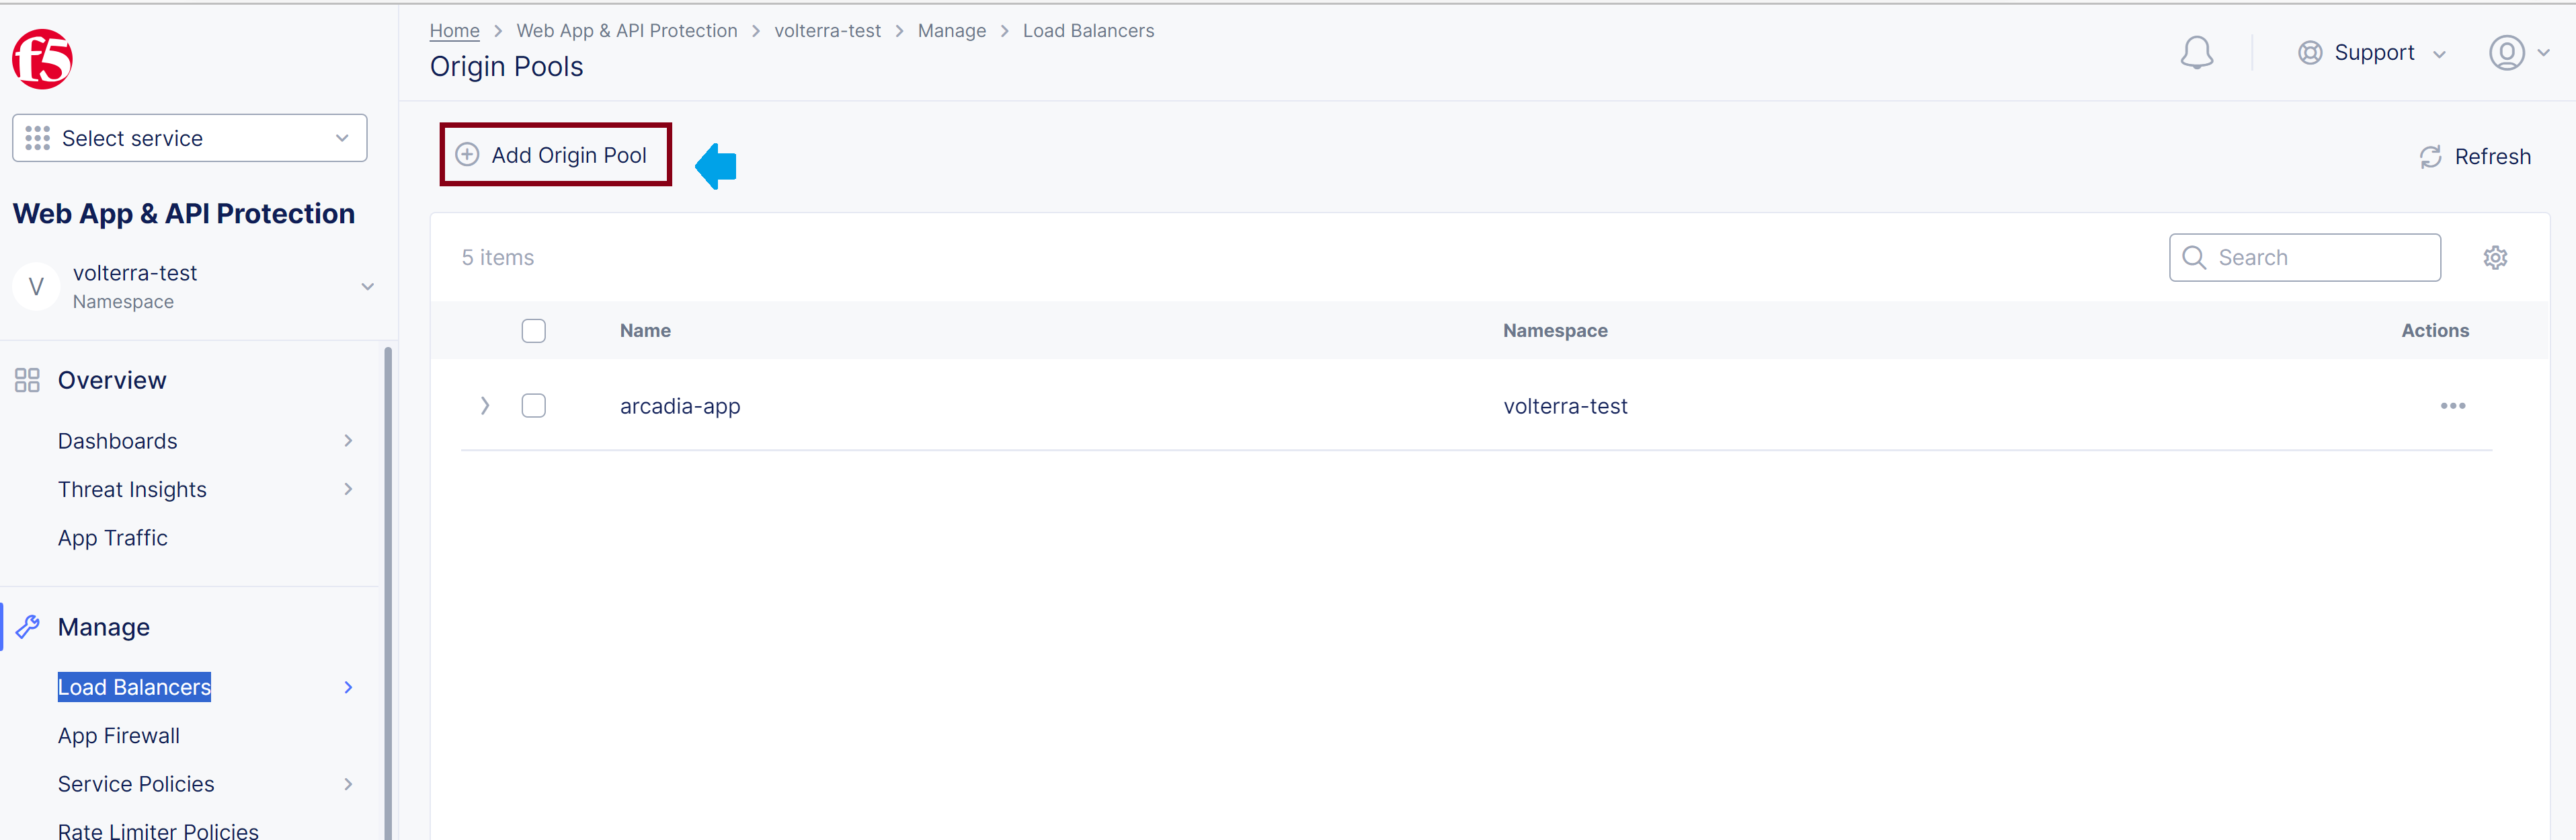 f5
Select service
Web App & API Protection
V
volterra-test
Namespace
Overview
Dashboards
Threat Insights
App Traffic
Manage
Load Balancers
App Firewall
Service Policies
Rate Limiter Policies
Home > Web App & API Protection > volterra-test > Manage > Load Balancers
Origin Pools
Support
Add Origin Pool
Refresh
5 items
Search
Name Namespace Actions
arcadia-app volterra-test